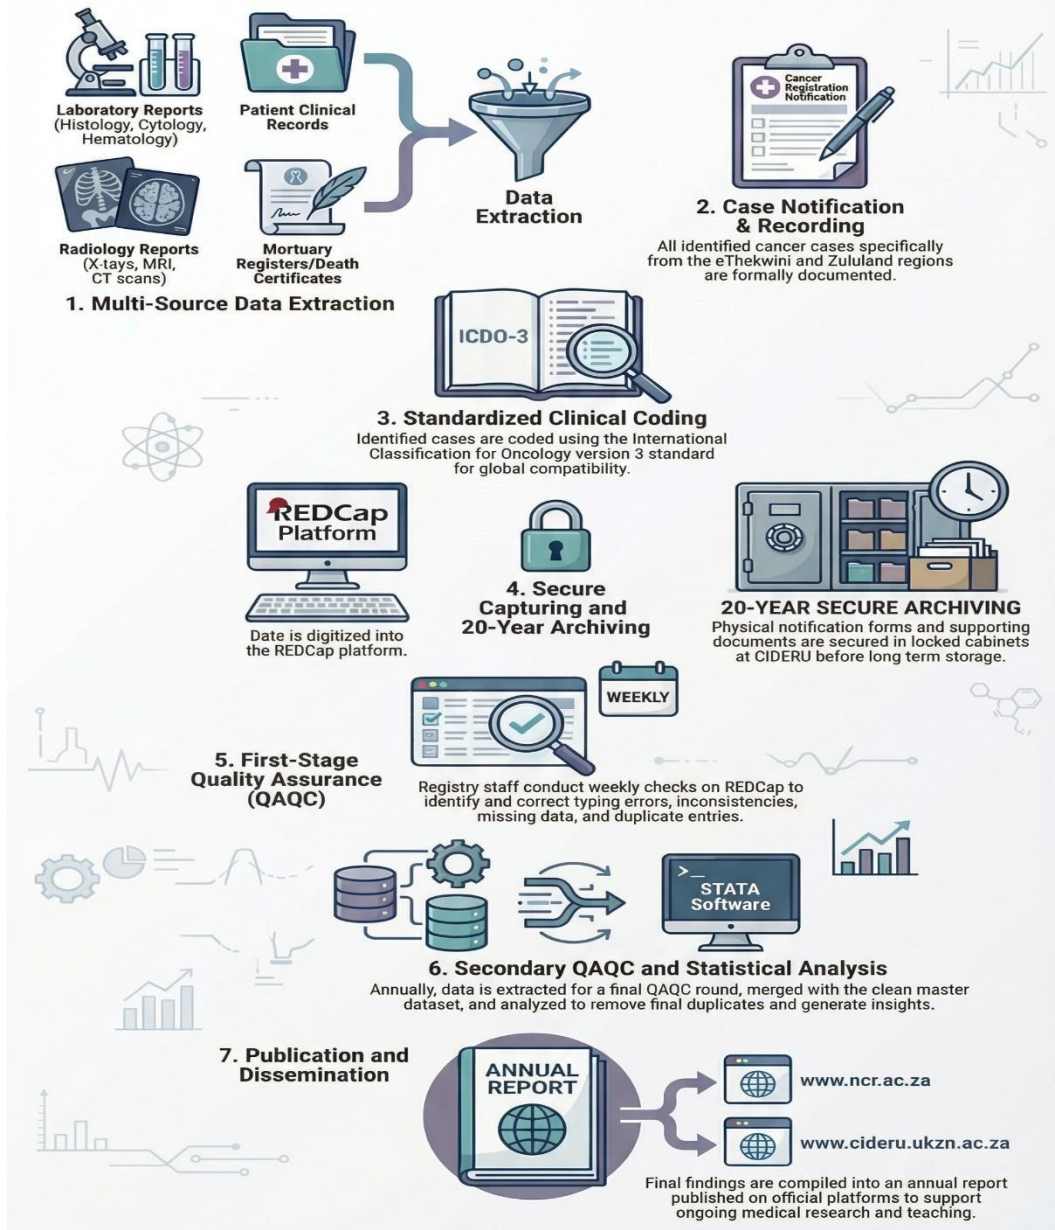 Laboratory Reports
(Histology, Cytology,
Hematology)
Patient Clinical
Records
Radiology Reports
(X-tays, MRI,
CT scans)
Mortuary
Registers/Death
Certificates
1. Multi-Source Data Extraction
Data
Extraction
Cancer
Registration
Notification
2. Case Notification
& Recording
All identified cancer cases specifically
from the eThekwini and Zululand regions
are formally documented.
ICDO-3
3. Standardized Clinical Coding
Identified cases are coded using the International
Classification for Oncology version 3 standard
for global compatibility.
REDCap
Platform
Date is digitized into
the REDCap platform.
4. Secure
Capturing and
20-Year Archiving
20-YEAR SECURE ARCHIVING
Physical notification forms and supporting
documents are secured in locked cabinets
at CIDERU before long term storage.
WEEKLY
5. First-Stage
Quality Assurance
(QAQC)
Registry staff conduct weekly checks on REDCap to
identify and correct typing errors, inconsistencies,
missing data, and duplicate entries.
>_
STATA
Software
6. Secondary QAQC and Statistical Analysis
Annually, data is extracted for a final QAQC round, merged with the clean master
dataset, and analyzed to remove final duplicates and generate insights.
7. Publication and
Dissemination
ANNUAL
REPORT
www.ncr.ac.za
www.cideru.ukzn.ac.za
Final findings are compiled into an annual report
published on official platforms to support
ongoing medical research and teaching.